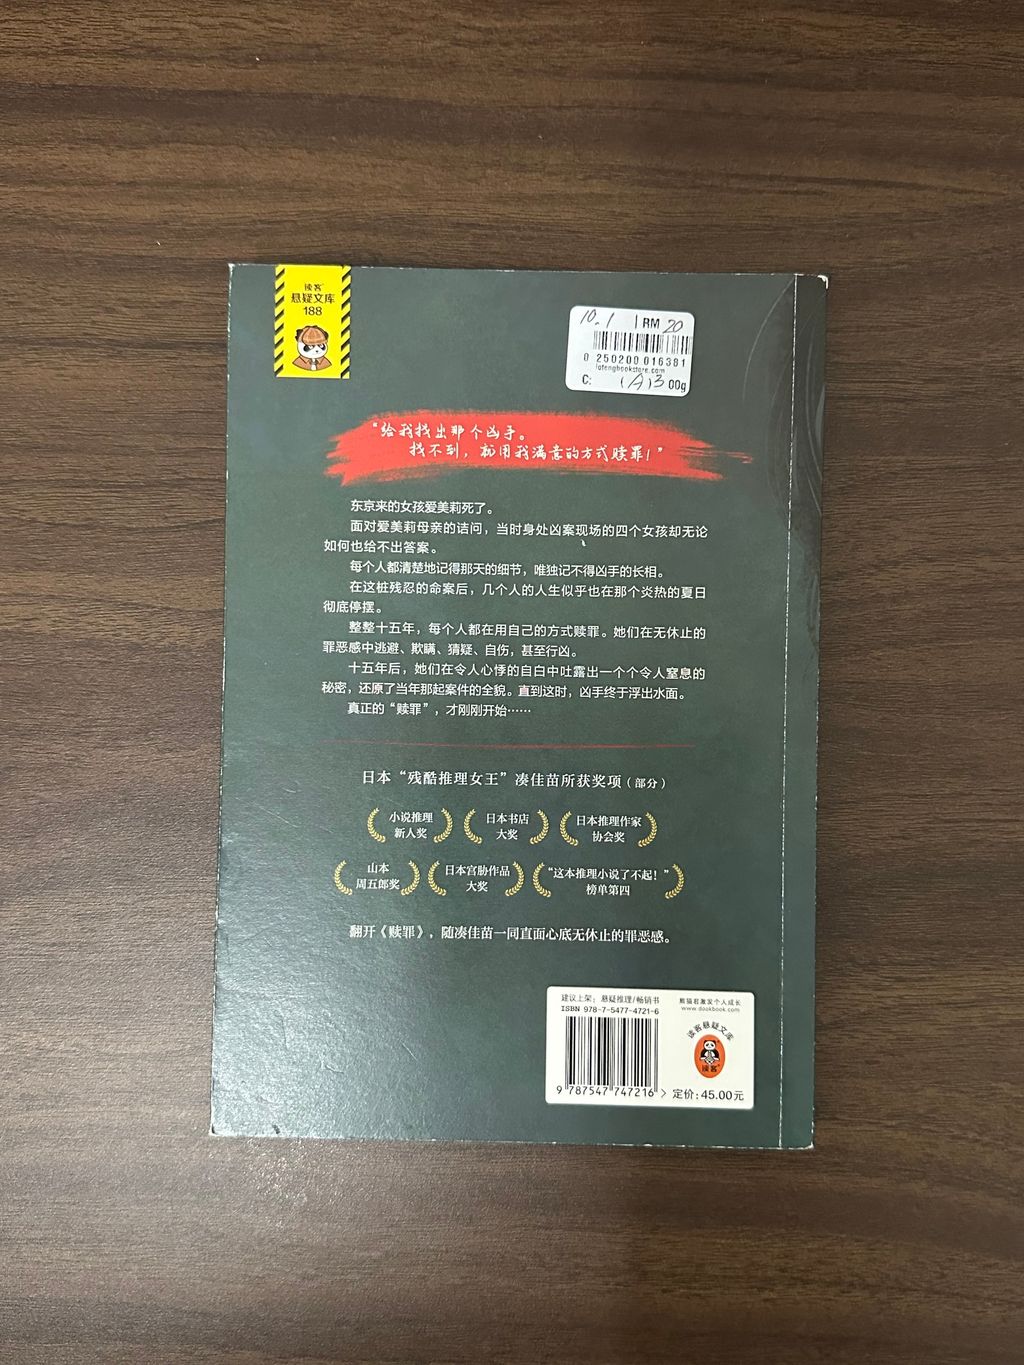 读客®
悬疑文库
188
10.1 RM 20
0 250200 016381
lofengbookstore.com
C: (A)3 00g
“给我找出那个凶手。
找不到，就用我满意的方式赎罪！”
东京来的女孩爱美莉死了。
面对爱美莉母亲的诘问，当时身处凶案现场的四个女孩却无论
如何也给不出答案。
每个人都清楚地记得那天的细节，唯独记不得凶手的长相。
在这桩残忍的命案后，几个人的人生似乎也在那个炎热的夏日
彻底停摆。
整整十五年，每个人都在用自己的方式赎罪。她们在无休止的
罪恶感中逃避、欺瞒、猜疑、自伤，甚至行凶。
十五年后，她们在令人心悸的自白中吐露出一个个令人窒息的
秘密，还原了当年那起案件的全貌。直到这时，凶手终于浮出水面。
真正的“赎罪”，才刚刚开始……
日本“残酷推理女王”凑佳苗所获奖项（部分）
小说推理
新人奖
日本书店
大奖
日本推理作家
协会奖
山本
周五郎奖
日本宫胁作品
大奖
“这本推理小说了不起！”
榜单第四
翻开《赎罪》，随凑佳苗一同直面心底无休止的罪恶感。
建议上架：悬疑推理/畅销书
ISBN 978-7-5477-4721-6
9 787547 747216 >
熊猫君激发个人成长
www.dookbook.com
读客悬疑文库
读客®
定价：45.00元